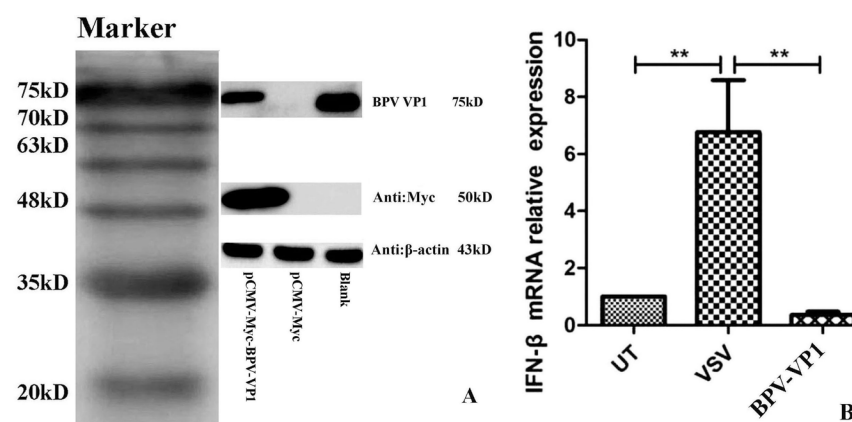 Marker
75kD
70kD
63kD
48kD
35kD
20kD
BPV VP1 75kD
Anti:Myc 50kD
Anti:β-actin 43kD
pCMV-Myc-BPV-VP1
pCMV-Myc
Blank
A
IFN-β mRNA relative expression
10
8
6
4
2
0
** **
UT
VSV
BPV-VP1
B